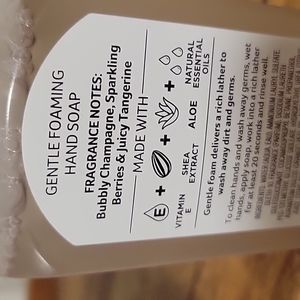 GENTLE FOAMING
HAND SOAP
FRAGRANCE NOTES:
Bubbly Champagne, Sparkling
Berries & Juicy Tangerine
MADE WITH
E + + +
VITAMIN
E
SHEA
EXTRACT
ALOE
NATURAL
ESSENTIAL
OILS
Gentle foam delivers a rich lather to
wash away dirt and germs.
To clean hands and wash away germs, wet
hands, apply soap, work into a rich lather
for at least 20 seconds and rinse well.